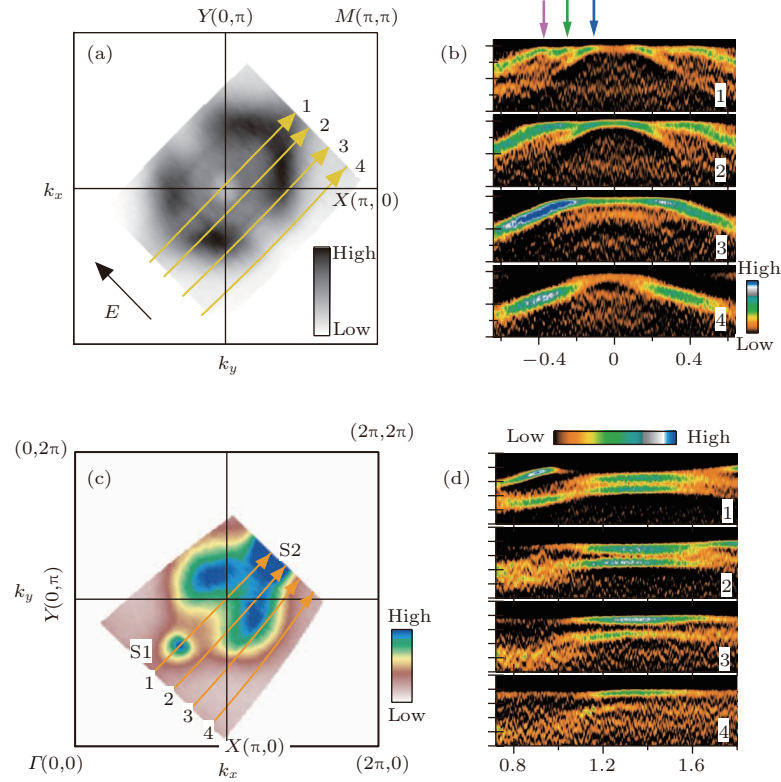 Y(0,π)
M(π,π)
(a)
1
2
3
4
k_x
X(π, 0)
High
Low
E
k_y
(b)
1
2
3
4
High
Low
−0.4
0
0.4
(0,2π)
(2π,2π)
(c)
S2
k_y
Y(0,π)
S1
High
Low
1
2
3
4
Γ(0,0)
X(π,0)
(2π,0)
k_x
Low
High
(d)
1
2
3
4
0.8
1.2
1.6